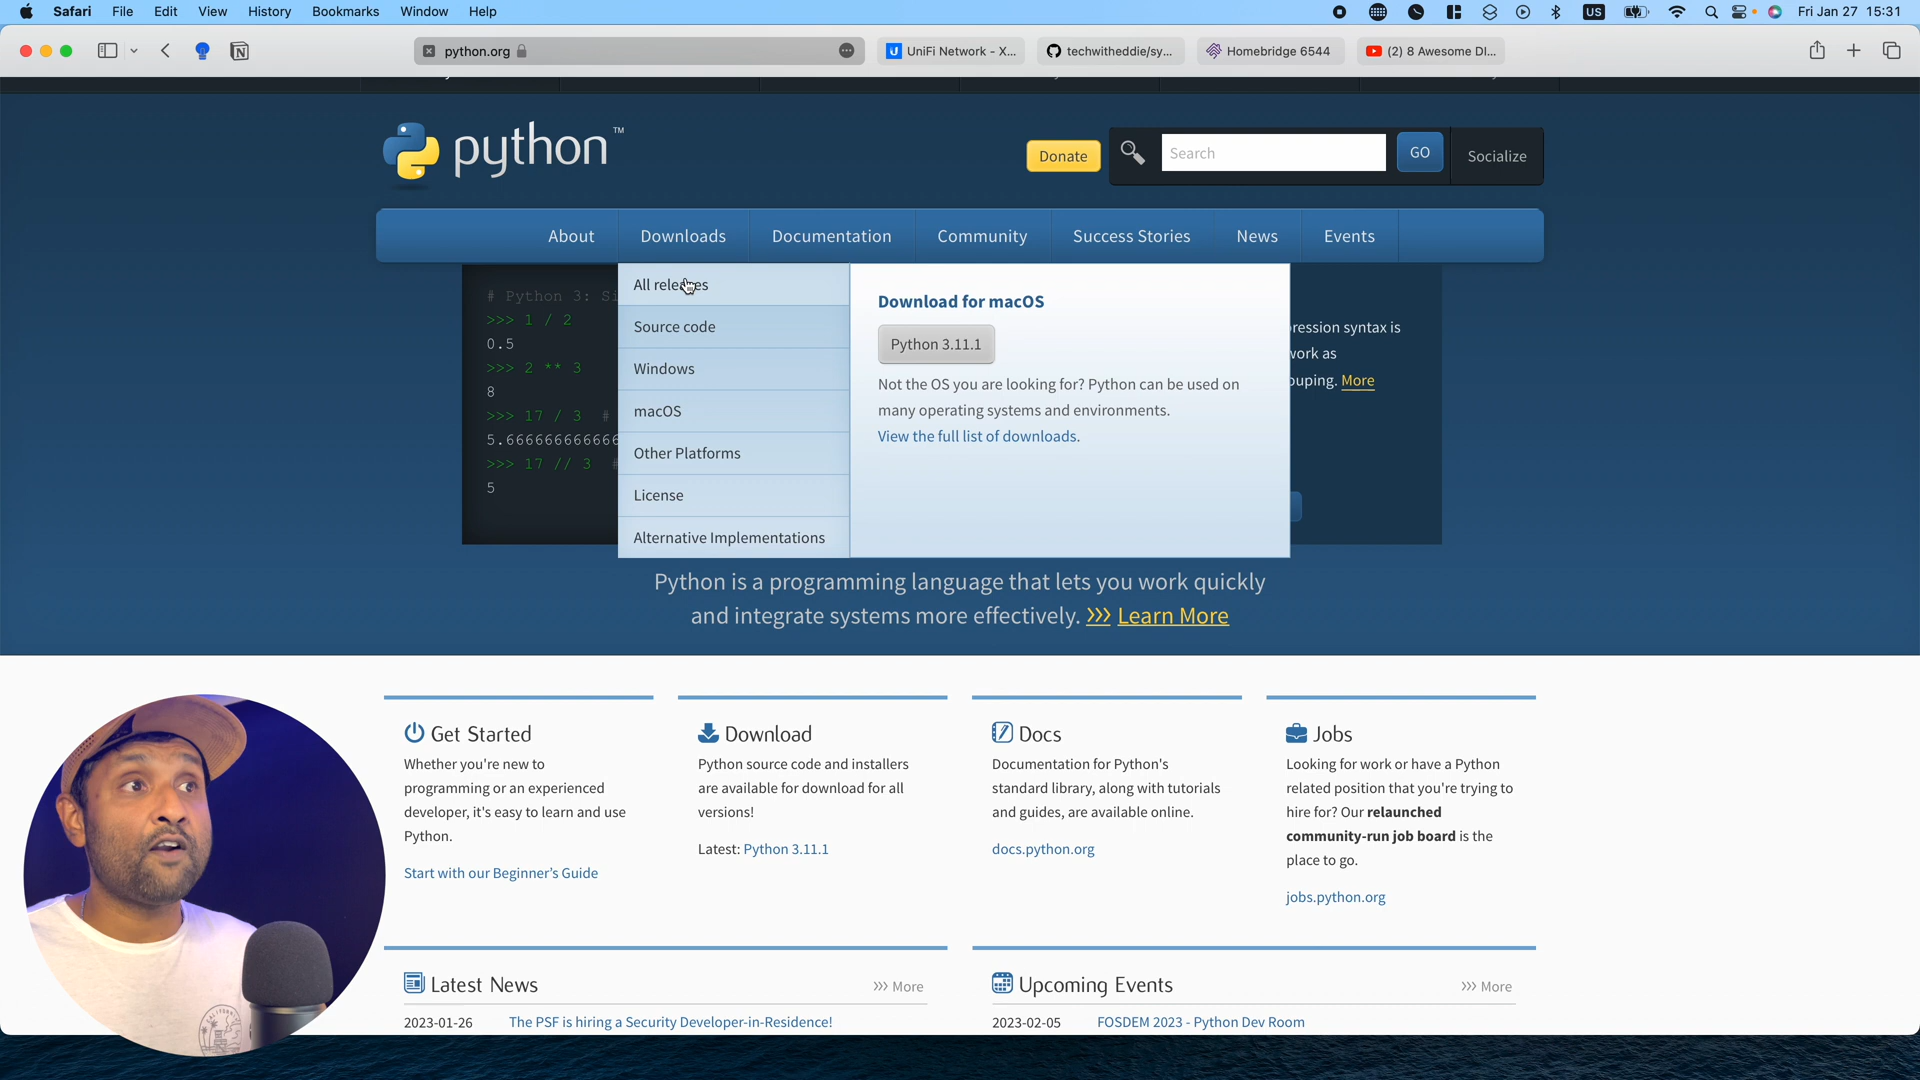 Safari File Edit View History Bookmarks Window Help US Fri Jan 27 15:31
python.org UniFi Network - X... techwitheddie/sy... Homebridge 6544 (2) 8 Awesome DI...
python™
Donate Search GO Socialize
About Downloads Documentation Community Success Stories News Events
All releases
Source code
Windows
macOS
Other Platforms
License
Alternative Implementations
Download for macOS
Python 3.11.1
Not the OS you are looking for? Python can be used on
many operating systems and environments.
View the full list of downloads.
# Python 3: Si
>>> 1 / 2
0.5
>>> 2 ** 3
8
>>> 17 / 3 #
5.666666666666
>>> 17 // 3 #
5
ression syntax is
work as
ouping. More
Python is a programming language that lets you work quickly
and integrate systems more effectively. >>> Learn More
Get Started
Whether you're new to
programming or an experienced
developer, it's easy to learn and use
Python.
Start with our Beginner's Guide
Download
Python source code and installers
are available for download for all
versions!
Latest: Python 3.11.1
Docs
Documentation for Python's
standard library, along with tutorials
and guides, are available online.
docs.python.org
Jobs
Looking for work or have a Python
related position that you're trying to
hire for? Our relaunched
community-run job board is the
place to go.
jobs.python.org
Latest News >>> More
2023-01-26 The PSF is hiring a Security Developer-in-Residence!
Upcoming Events >>> More
2023-02-05 FOSDEM 2023 - Python Dev Room